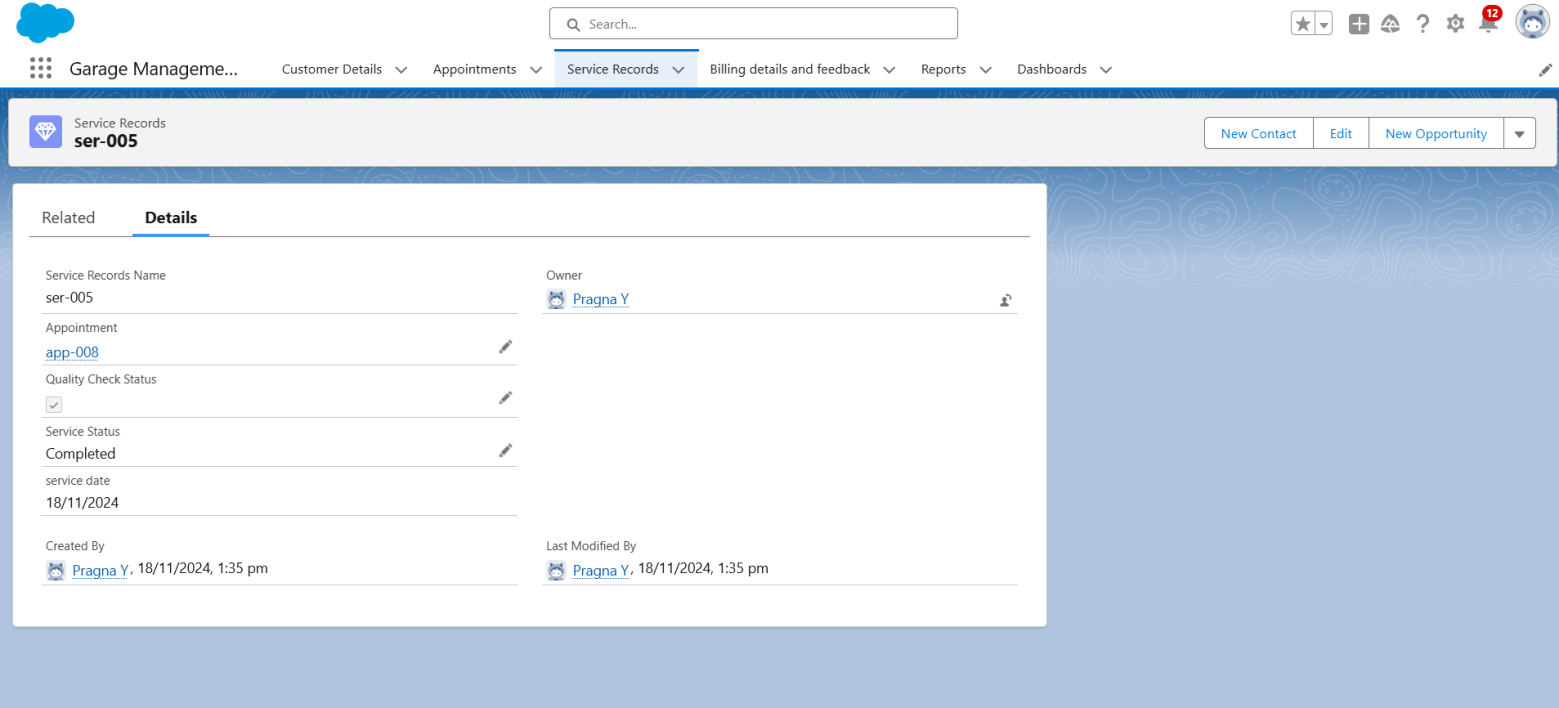 Search...
12
Garage Manageme...
Customer Details
Appointments
Service Records
Billing details and feedback
Reports
Dashboards
Service Records
ser-005
New Contact
Edit
New Opportunity
Related
Details
Service Records Name
ser-005
Owner
Pragna Y
Appointment
app-008
Quality Check Status
Service Status
Completed
service date
18/11/2024
Created By
Pragna Y, 18/11/2024, 1:35 pm
Last Modified By
Pragna Y, 18/11/2024, 1:35 pm